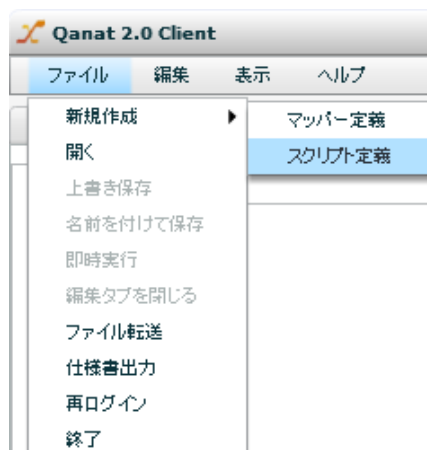 Qanat 2.0 Client
ファイル 編集 表示 ヘルプ
新規作成 マッパー定義
開く スクリプト定義
上書き保存
名前を付けて保存
即時実行
編集タブを閉じる
ファイル転送
仕様書出力
再ログイン
終了